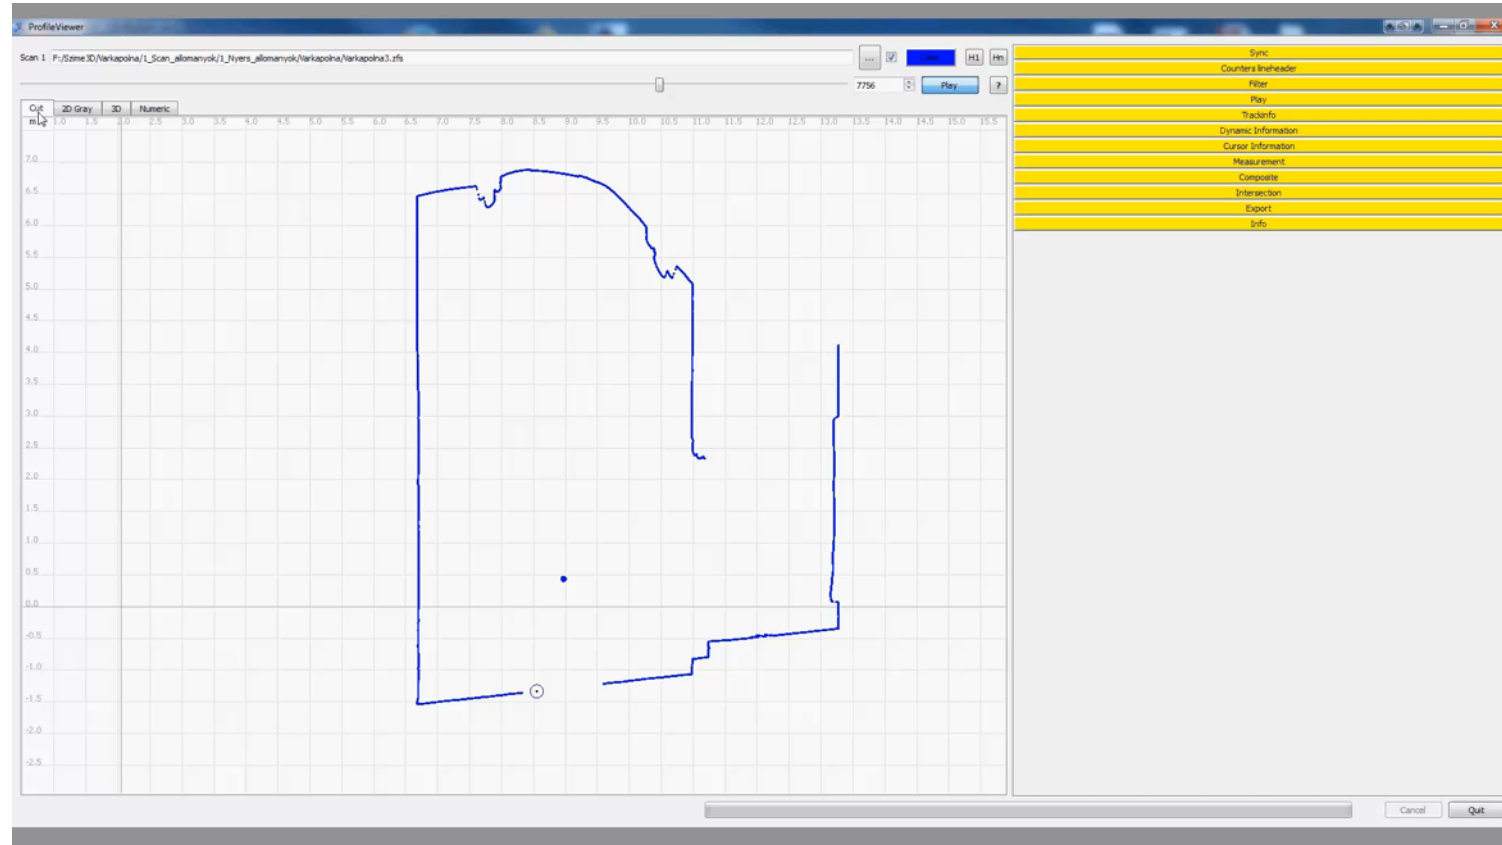 ProfileViewer
Scan 1 F:/Szime3D/Varkapolna/1_Scan_allomanyok/1_Nyers_allomanyok/Varkapolna/Varkapolna3.zfs ... H1 Hn
7756 Play ?
Cut 2D Gray 3D Numeric
m 1.0 1.5 2.0 2.5 3.0 3.5 4.0 4.5 5.0 5.5 6.0 6.5 7.0 7.5 8.0 8.5 9.0 9.5 10.0 10.5 11.0 11.5 12.0 12.5 13.0 13.5 14.0 14.5 15.0 15.5
7.0
6.5
6.0
5.5
5.0
4.5
4.0
3.5
3.0
2.5
2.0
1.5
1.0
0.5
0.0
-0.5
-1.0
-1.5
-2.0
-2.5
Sync
Counters lineheader
Filter
Play
Trackinfo
Dynamic Information
Cursor Information
Measurement
Composite
Intersection
Export
Info
Cancel Quit